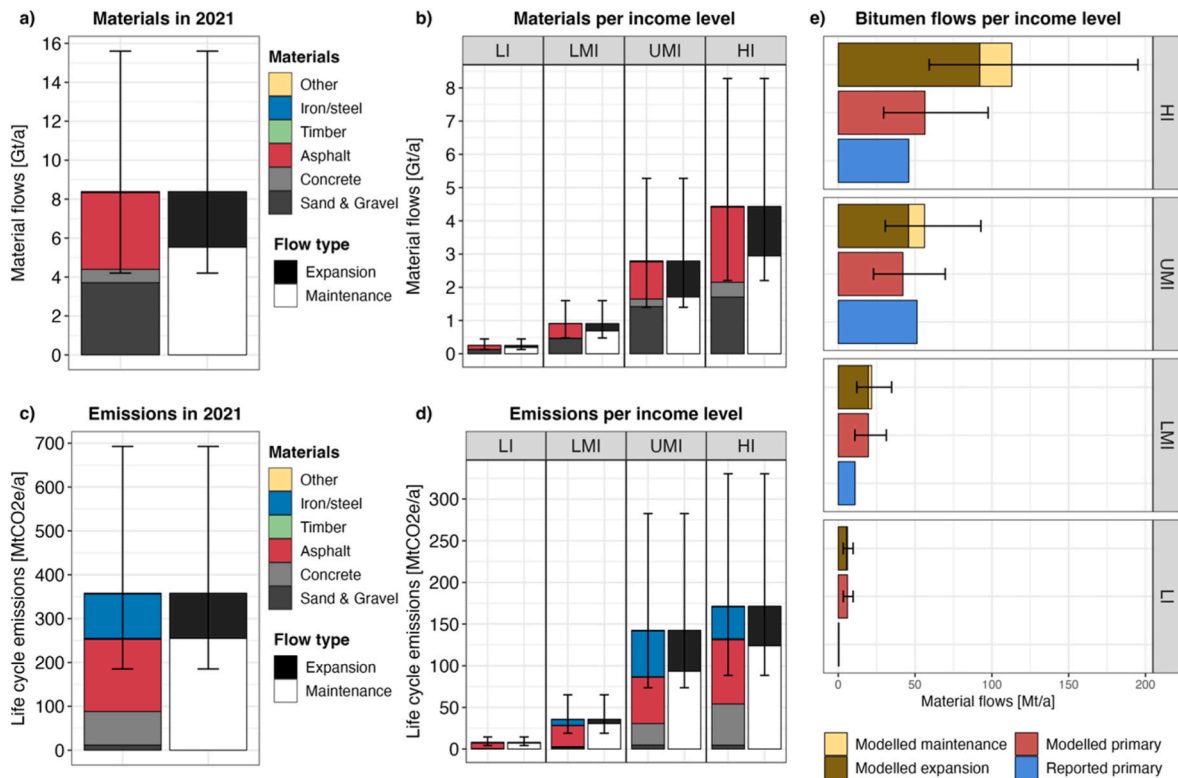 a)
Materials in 2021
Material flows [Gt/a]
16
14
12
10
8
6
4
2
0
Materials
Other
Iron/steel
Timber
Asphalt
Concrete
Sand & Gravel
Flow type
Expansion
Maintenance
b)
Materials per income level
LI LMI UMI HI
Material flows [Gt/a]
8
7
6
5
4
3
2
1
0
c)
Emissions in 2021
Life cycle emissions [MtCO2e/a]
700
600
500
400
300
200
100
0
Materials
Other
Iron/steel
Timber
Asphalt
Concrete
Sand & Gravel
Flow type
Expansion
Maintenance
d)
Emissions per income level
LI LMI UMI HI
Life cycle emissions [MtCO2e/a]
300
250
200
150
100
50
0
e)
Bitumen flows per income level
HI
UMI
LMI
LI
0 50 100 150 200
Material flows [Mt/a]
Modelled maintenance Modelled primary
Modelled expansion Reported primary